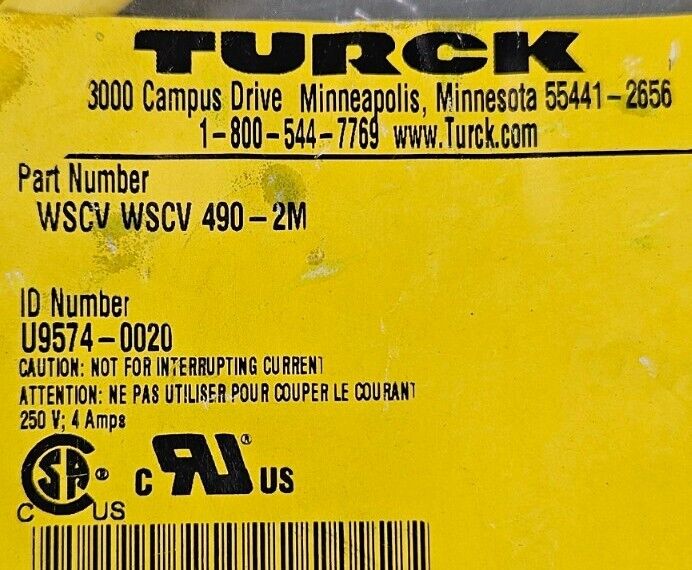 TURCK
3000 Campus Drive Minneapolis, Minnesota 55441-2656
1-800-544-7769 www.Turck.com
Part Number
WSCV WSCV 490-2M
ID Number
U9574-0020
CAUTION: NOT FOR INTERRUPTING CURRENT
ATTENTION: NE PAS UTILISER POUR COUPER LE COURANT
250 V; 4 Amps
C SA ® C US
C RU ® US